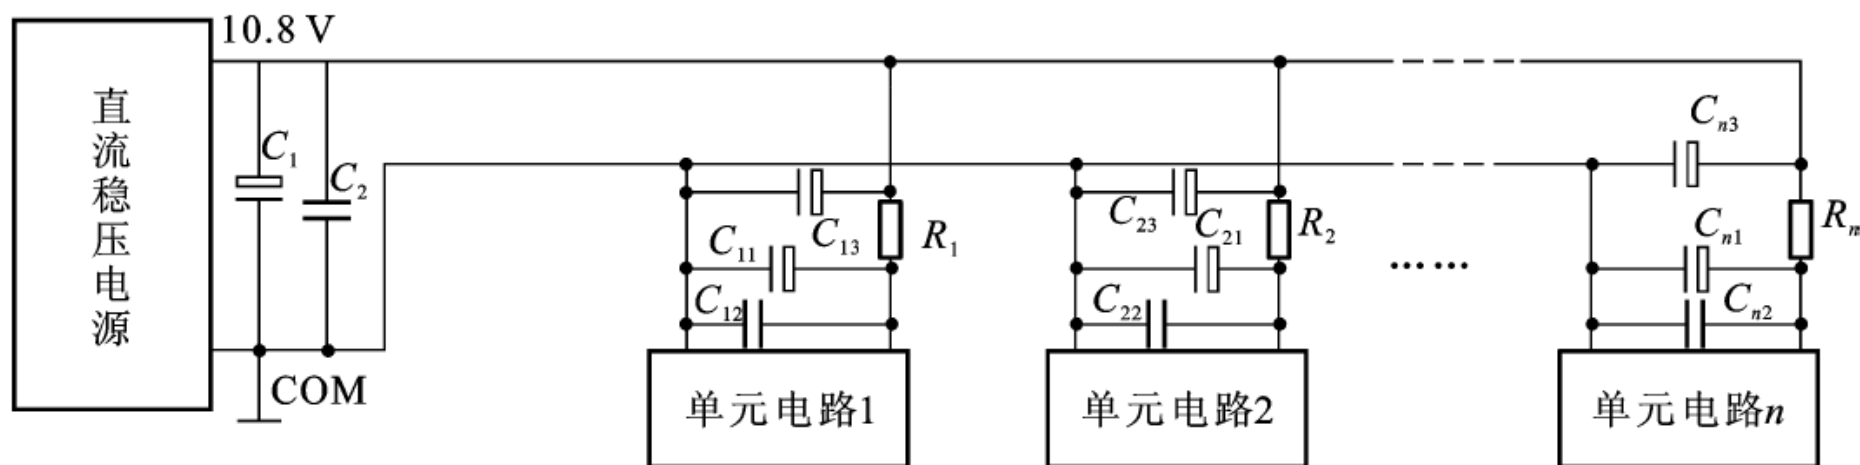 10.8 V
直流稳压电源
C1
C2
COM
C13
R1
C11
C12
单元电路1
C23
C21
R2
C22
单元电路2
……
Cn3
Cn1
Rn
Cn2
单元电路n